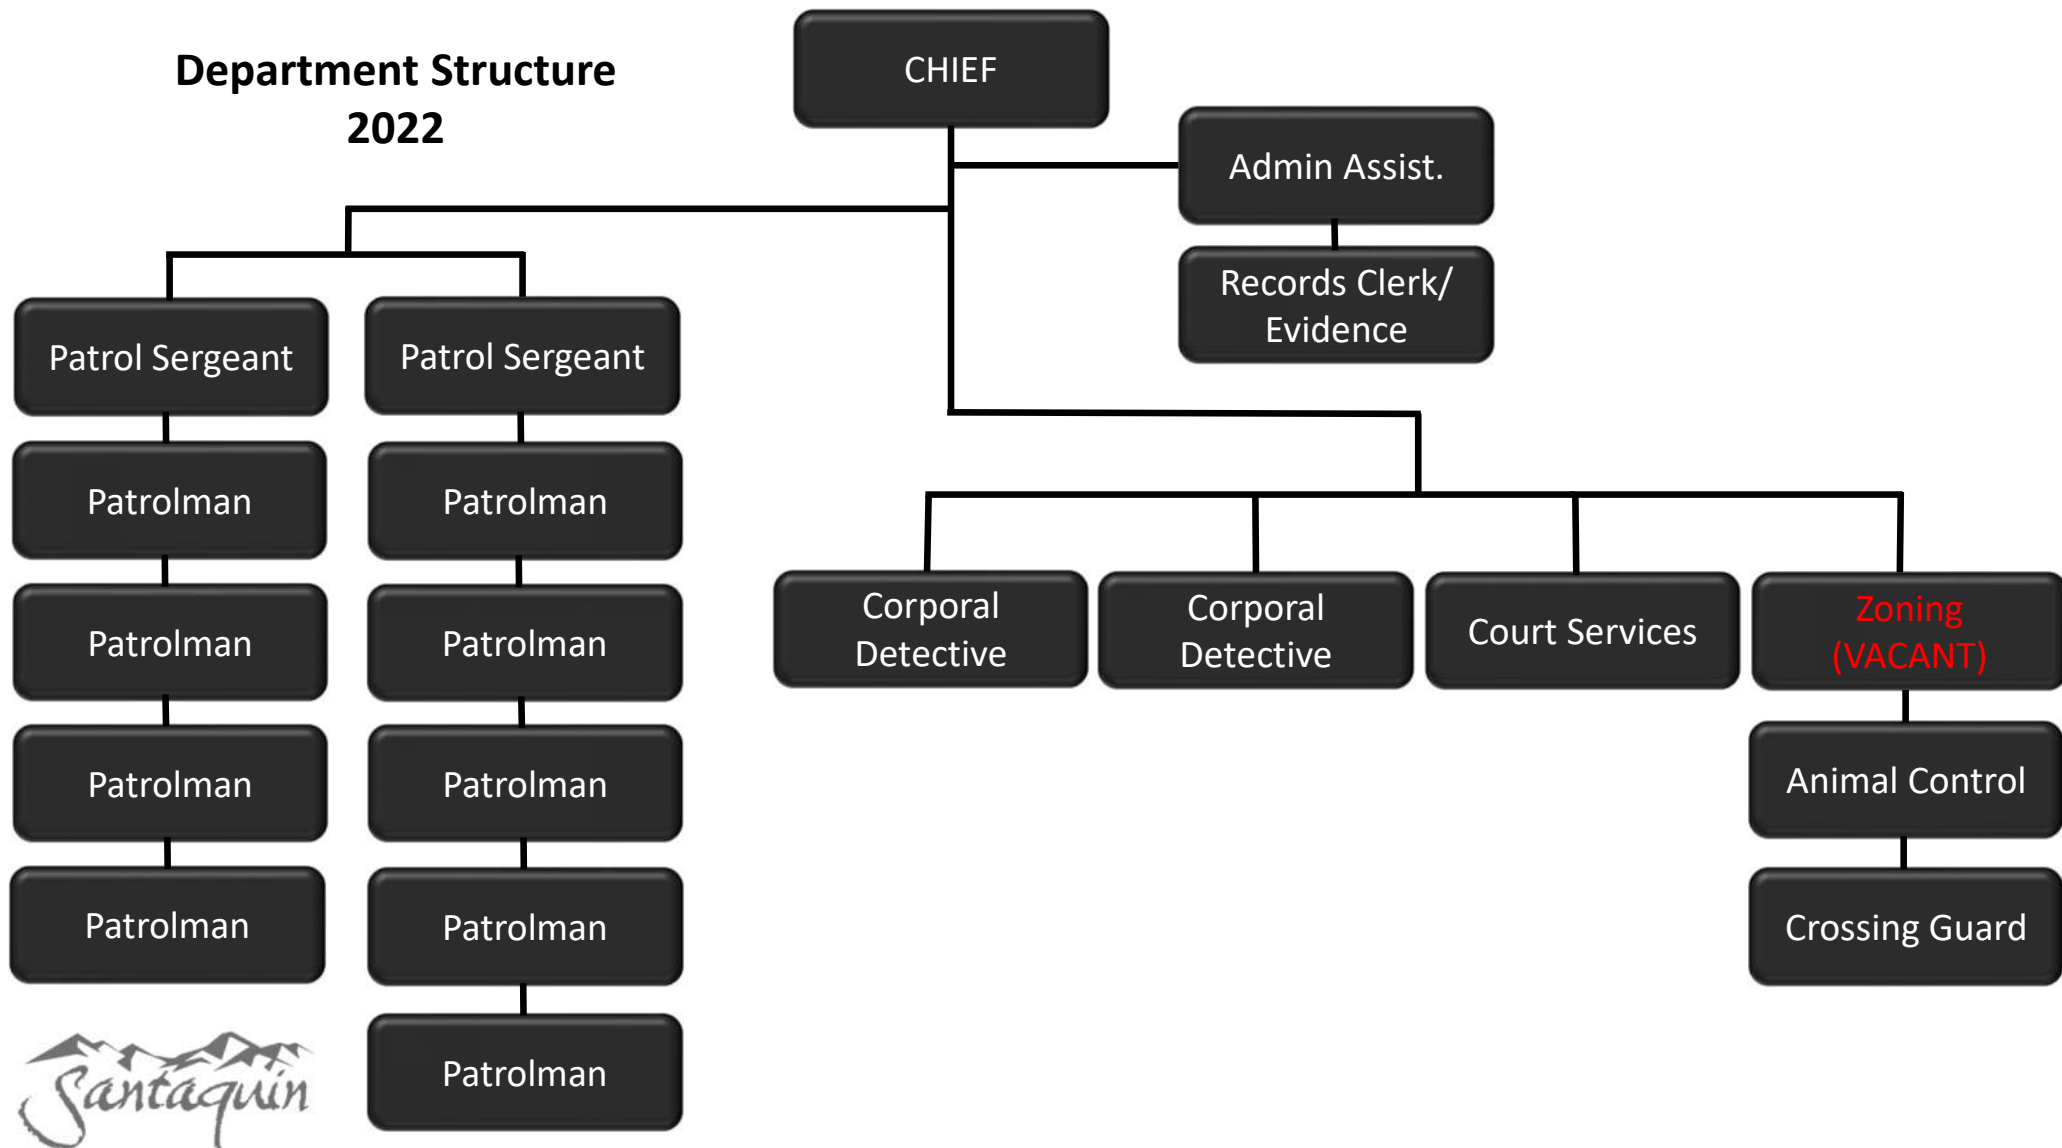 Department Structure
2022
CHIEF
Admin Assist.
Records Clerk/
Evidence
Patrol Sergeant
Patrol Sergeant
Patrolman
Patrolman
Patrolman
Patrolman
Patrolman
Patrolman
Patrolman
Patrolman
Patrolman
Corporal
Detective
Corporal
Detective
Court Services
Zoning
(VACANT)
Animal Control
Crossing Guard
Santaquin